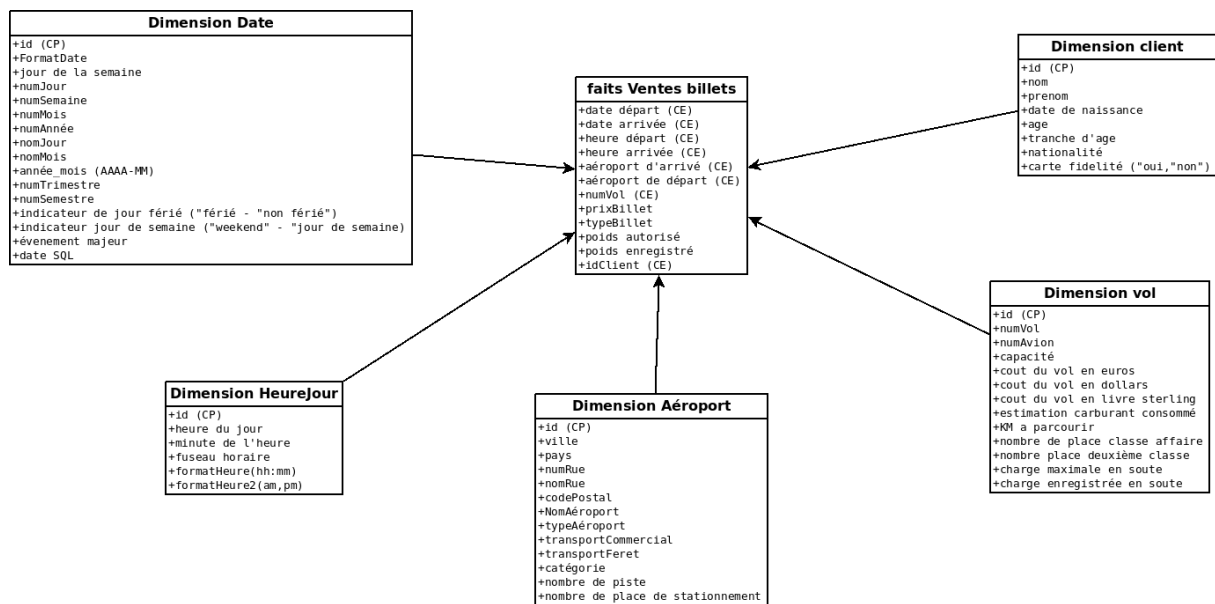 Dimension Date
+id (CP)
+FormatDate
+jour de la semaine
+numJour
+numSemaine
+numMois
+numAnnée
+nomJour
+nomMois
+année_mois (AAAA-MM)
+numTrimestre
+numSemestre
+indicateur de jour férié ("férié - "non férié")
+indicateur jour de semaine ("weekend" - "jour de semaine)
+évenement majeur
+date SQL
faits Ventes billets
+date départ (CE)
+date arrivée (CE)
+heure départ (CE)
+heure arrivée (CE)
+aéroport d'arrivé (CE)
+aéroport de départ (CE)
+numVol (CE)
+prixBillet
+typeBillet
+poids autorisé
+poids enregistré
+idClient (CE)
Dimension client
+id (CP)
+nom
+prenom
+date de naissance
+age
+tranche d'age
+nationalité
+carte fidelité ("oui,"non")
Dimension vol
+id (CP)
+numVol
+numAvion
+capacité
+cout du vol en euros
+cout du vol en dollars
+cout du vol en livre sterling
+estimation carburant consommé
+KM a parcourir
+nombre de place classe affaire
+nombre place deuxième classe
+charge maximale en soute
+charge enregistrée en soute
Dimension HeureJour
+id (CP)
+heure du jour
+minute de l'heure
+fuseau horaire
+formatHeure(hh:mm)
+formatHeure2(am,pm)
Dimension Aéroport
+id (CP)
+ville
+pays
+numRue
+nomRue
+codePostal
+NomAéroport
+typeAéroport
+transportCommercial
+transportFeret
+catégorie
+nombre de piste
+nombre de place de stationnement